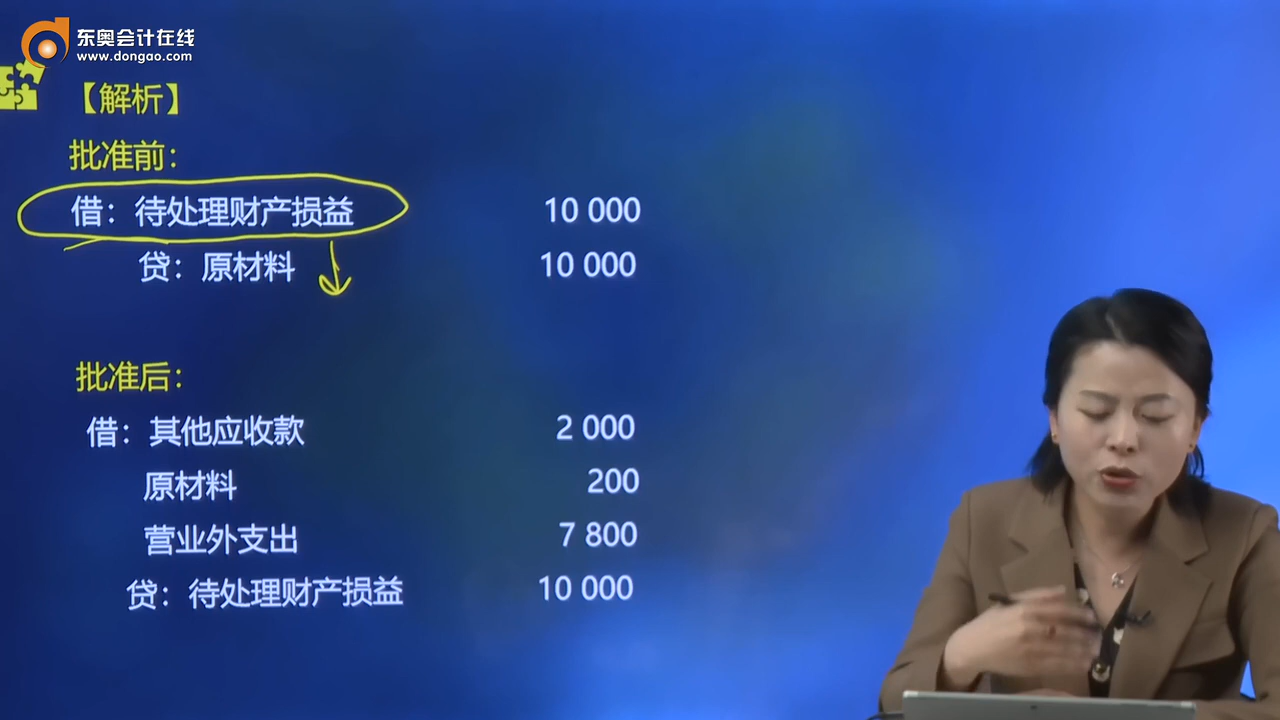 东奥会计在线
www.dongao.com
【解析】
批准前：
借：待处理财产损益 10 000
贷：原材料 10 000
批准后：
借：其他应收款 2 000
原材料 200
营业外支出 7 800
贷：待处理财产损益 10 000